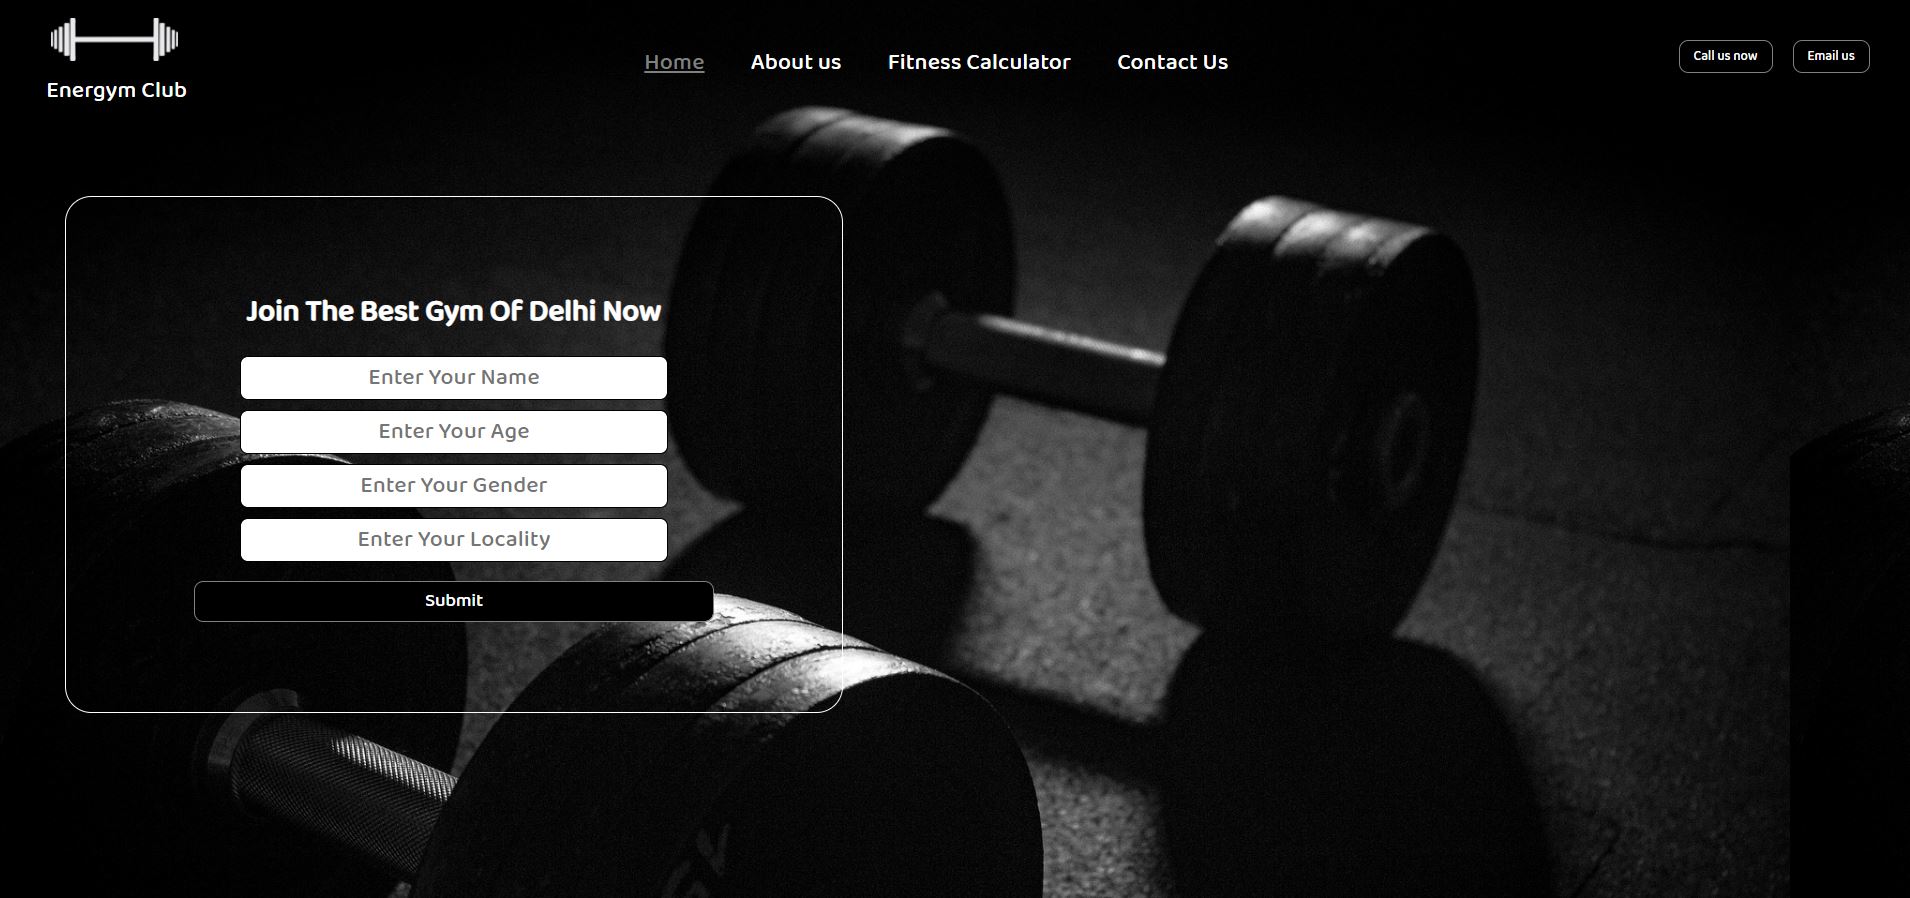 Energym Club
Home
About us
Fitness Calculator
Contact Us
Call us now
Email us
Join The Best Gym Of Delhi Now
Enter Your Name
Enter Your Age
Enter Your Gender
Enter Your Locality
Submit